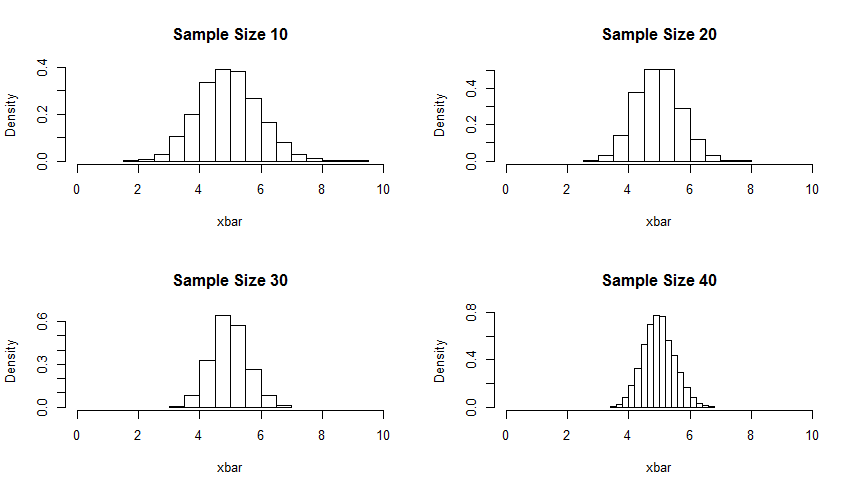 Sample Size 10
Density
0.0 0.2 0.4
0 2 4 6 8 10
xbar
Sample Size 20
Density
0.0 0.2 0.4
0 2 4 6 8 10
xbar
Sample Size 30
Density
0.0 0.3 0.6
0 2 4 6 8 10
xbar
Sample Size 40
Density
0.0 0.4 0.8
0 2 4 6 8 10
xbar